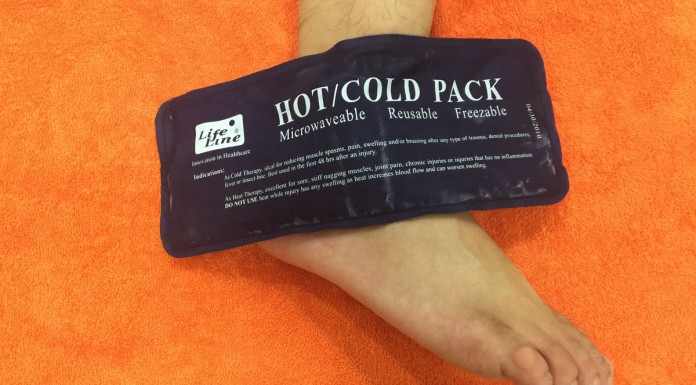 HOT/COLD PACK
Microwaveable Reusable Freezable
Life Line ®
Innovation in Healthcare
Indications:
As Cold Therapy, ideal for reducing muscle spasms, pain, swelling and/or bruising after any type of trauma, dental procedures,
fever or insect bite. Best used in the first 48 hrs after an injury.
As Heat Therapy, excellent for sore, stiff nagging muscles, joint pain, chronic injuries or injuries that has no inflammation.
DO NOT USE heat while injury has any swelling as heat increases blood flow and can worsen swelling.